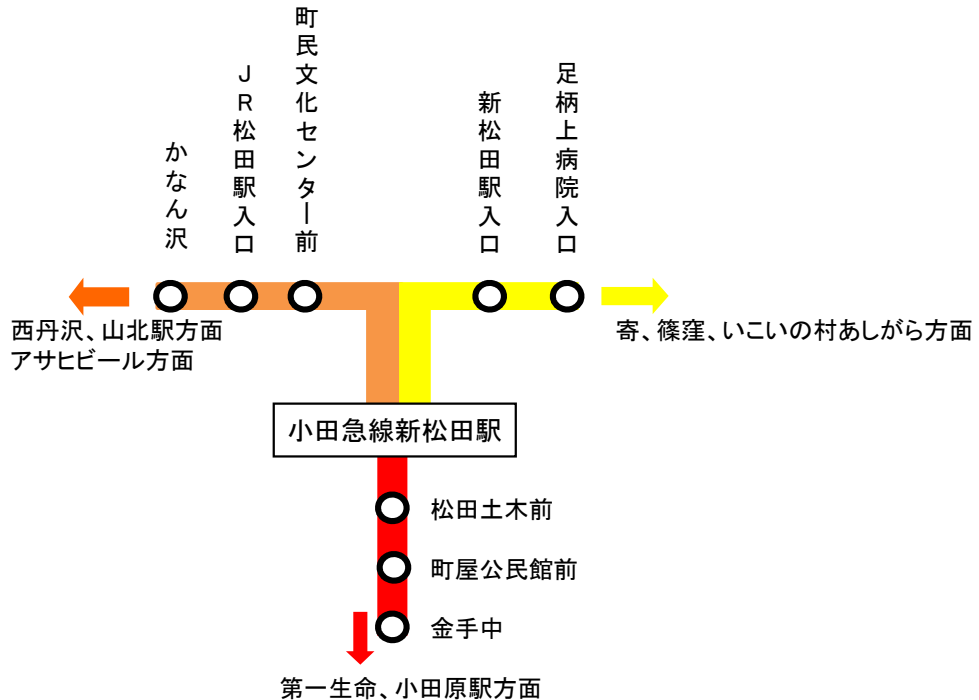 かなん沢
JR松田駅入口
町民文化センター前
新松田駅入口
足柄上病院入口
西丹沢、山北駅方面
アサヒビール方面
寄、篠窪、いこいの村あしがら方面
小田急線新松田駅
松田土木前
町屋公民館前
金手中
第一生命、小田原駅方面